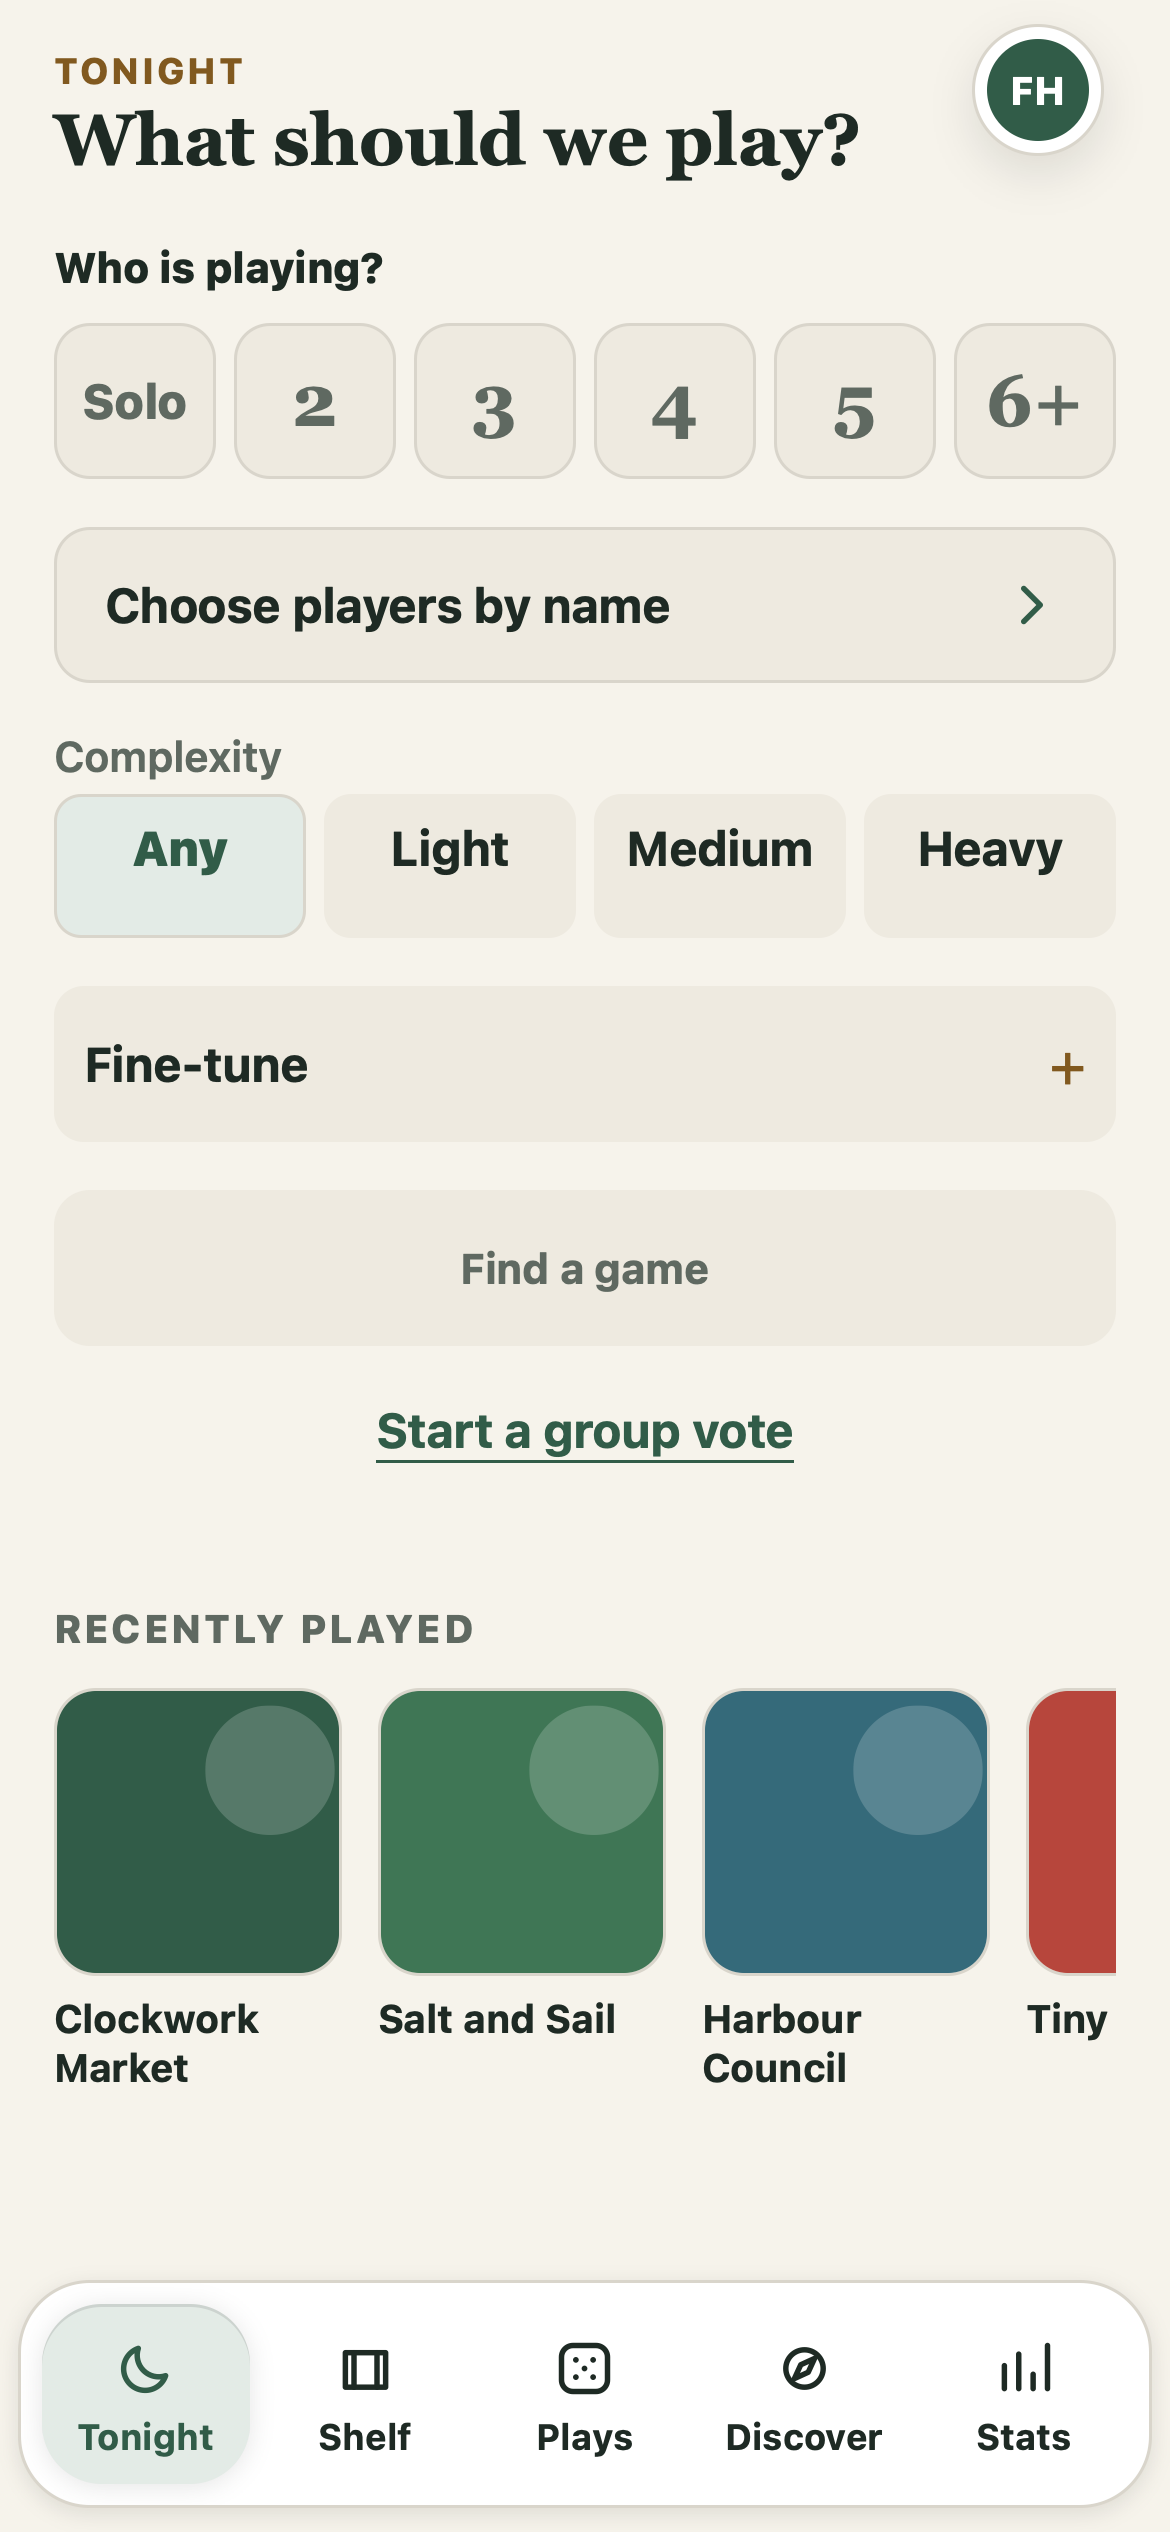 TONIGHT
What should we play?
FH
Who is playing?
Solo 2 3 4 5 6+
Choose players by name
Complexity
Any Light Medium Heavy
Fine-tune +
Find a game
Start a group vote
RECENTLY PLAYED
Clockwork Market
Salt and Sail
Harbour Council
Tiny
Tonight Shelf Plays Discover Stats